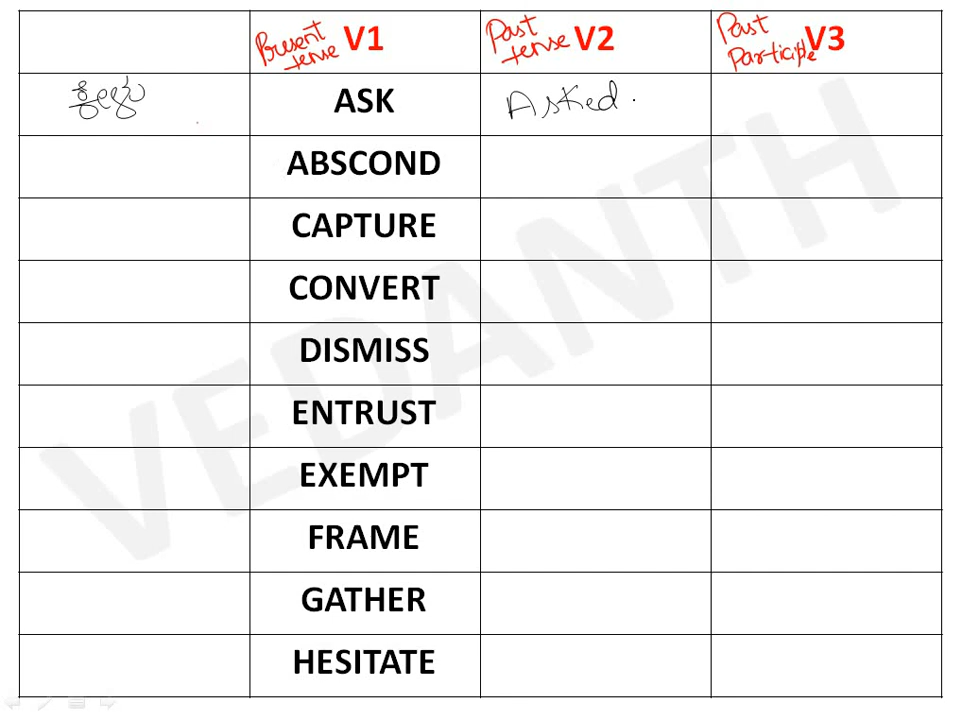 Present tense V1 Past tense V2 Past Participle V3
ASK Asked .
ABSCOND
CAPTURE
CONVERT
DISMISS
ENTRUST
EXEMPT
FRAME
GATHER
HESITATE
VEDANTH